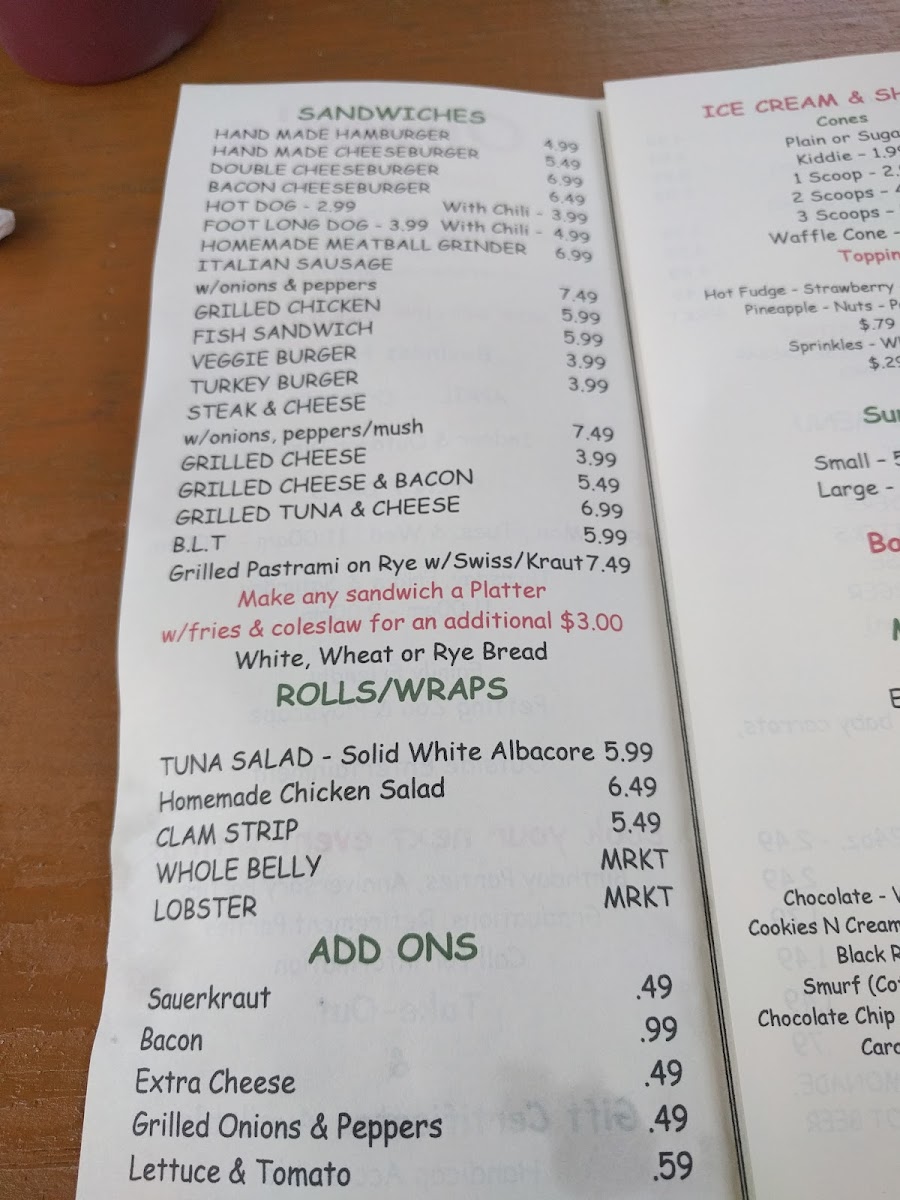 SANDWICHES
HAND MADE HAMBURGER 4.99
HAND MADE CHEESEBURGER 5.49
DOUBLE CHEESEBURGER 6.99
BACON CHEESEBURGER 6.49
HOT DOG - 2.99 With Chili - 3.99
FOOT LONG DOG - 3.99 With Chili - 4.99
HOMEMADE MEATBALL GRINDER 6.99
ITALIAN SAUSAGE
w/onions & peppers 7.49
GRILLED CHICKEN 5.99
FISH SANDWICH 5.99
VEGGIE BURGER 3.99
TURKEY BURGER 3.99
STEAK & CHEESE
w/onions, peppers/mush 7.49
GRILLED CHEESE 3.99
GRILLED CHEESE & BACON 5.49
GRILLED TUNA & CHEESE 6.99
B.L.T 5.99
Grilled Pastrami on Rye w/Swiss/Kraut 7.49
Make any sandwich a Platter
w/fries & coleslaw for an additional $3.00
White, Wheat or Rye Bread
ROLLS/WRAPS
TUNA SALAD - Solid White Albacore 5.99
Homemade Chicken Salad 6.49
CLAM STRIP 5.49
WHOLE BELLY MRKT
LOBSTER MRKT
ADD ONS
Sauerkraut .49
Bacon .99
Extra Cheese .49
Grilled Onions & Peppers .49
Lettuce & Tomato .59
ICE CREAM &
Cones
Plain or
Kiddie -
1 Scoop -
2 Scoops -
3 Scoops -
Waffle Cone -
Hot Fudge - Strawberry -
Pineapple - Nuts -
$.79
Sprinkles -
Small -
Large -
Chocolate -
Cookies N Cream
Black
Smurf
Chocolate Chip